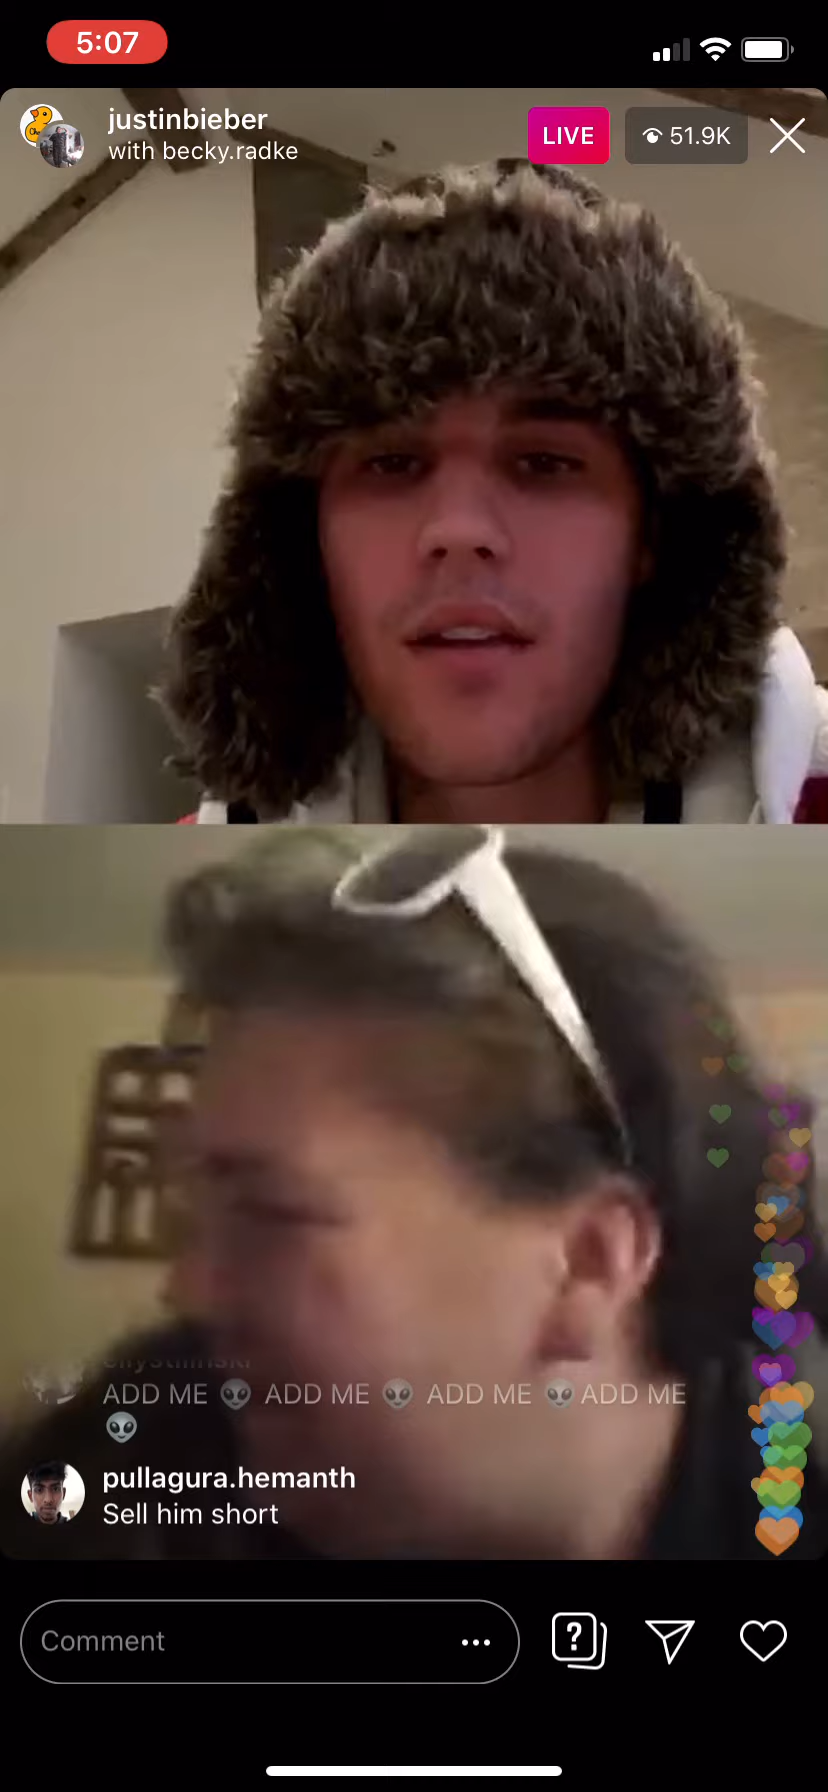 5:07
justinbieber
with becky.radke
LIVE
51.9K
ADD ME 👽 ADD ME 👽 ADD ME 👽 ADD ME
👽
pullagura.hemanth
Sell him short
Comment